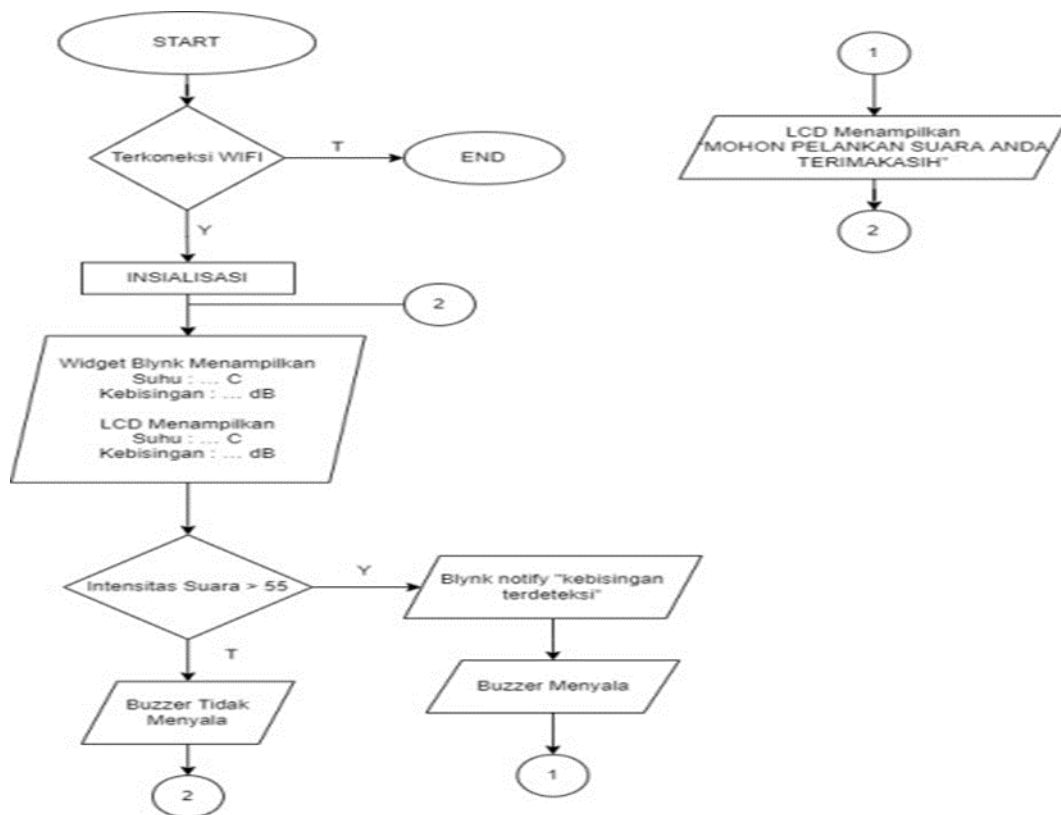 START
Terkoneksi WIFI
T
END
Y
INSIALISASI
2
Widget Blynk Menampilkan
Suhu : ... C
Kebisingan : ... dB
LCD Menampilkan
Suhu : ... C
Kebisingan : ... dB
Intensitas Suara > 55
Y
Blynk notify "kebisingan
terdeteksi"
T
Buzzer Menyala
Buzzer Tidak
Menyala
1
2
1
LCD Menampilkan
"MOHON PELANKAN SUARA ANDA
TERIMAKASIH"
2